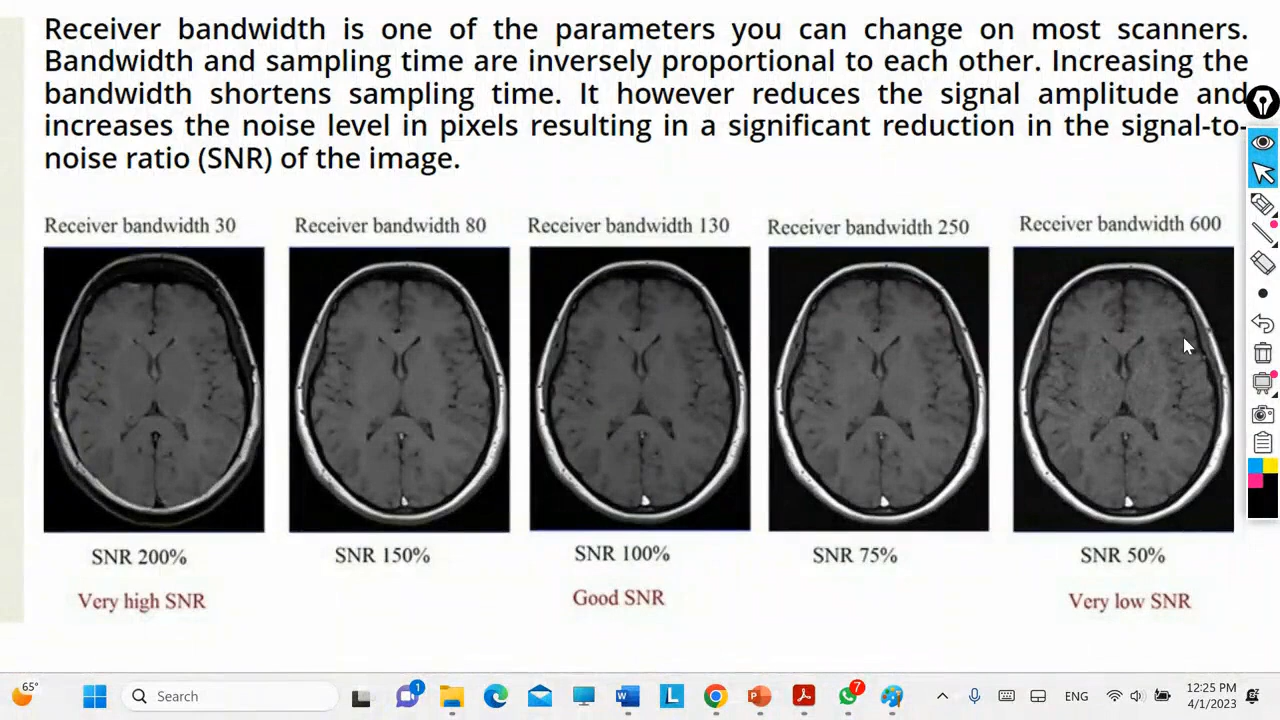 Receiver bandwidth is one of the parameters you can change on most scanners.
Bandwidth and sampling time are inversely proportional to each other. Increasing the
bandwidth shortens sampling time. It however reduces the signal amplitude and
increases the noise level in pixels resulting in a significant reduction in the signal-to-
noise ratio (SNR) of the image.
Receiver bandwidth 30
Receiver bandwidth 80
Receiver bandwidth 130
Receiver bandwidth 250
Receiver bandwidth 600
SNR 200%
SNR 150%
SNR 100%
SNR 75%
SNR 50%
Very high SNR
Good SNR
Very low SNR
65°
Search
1
L
7
ENG
12:25 PM
4/1/2023